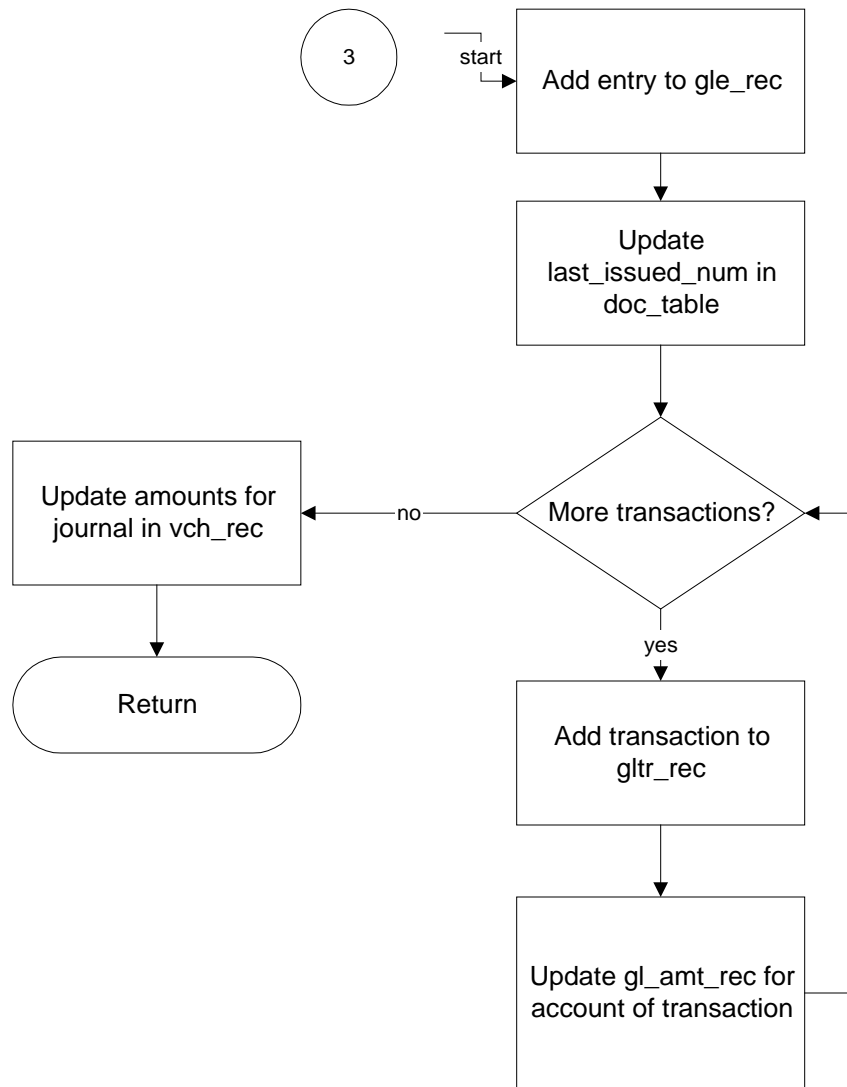 3
start
Add entry to gle_rec
Update
last_issued_num in
doc_table
More transactions?
no
Update amounts for
journal in vch_rec
Return
yes
Add transaction to
gltr_rec
Update gl_amt_rec for
account of transaction